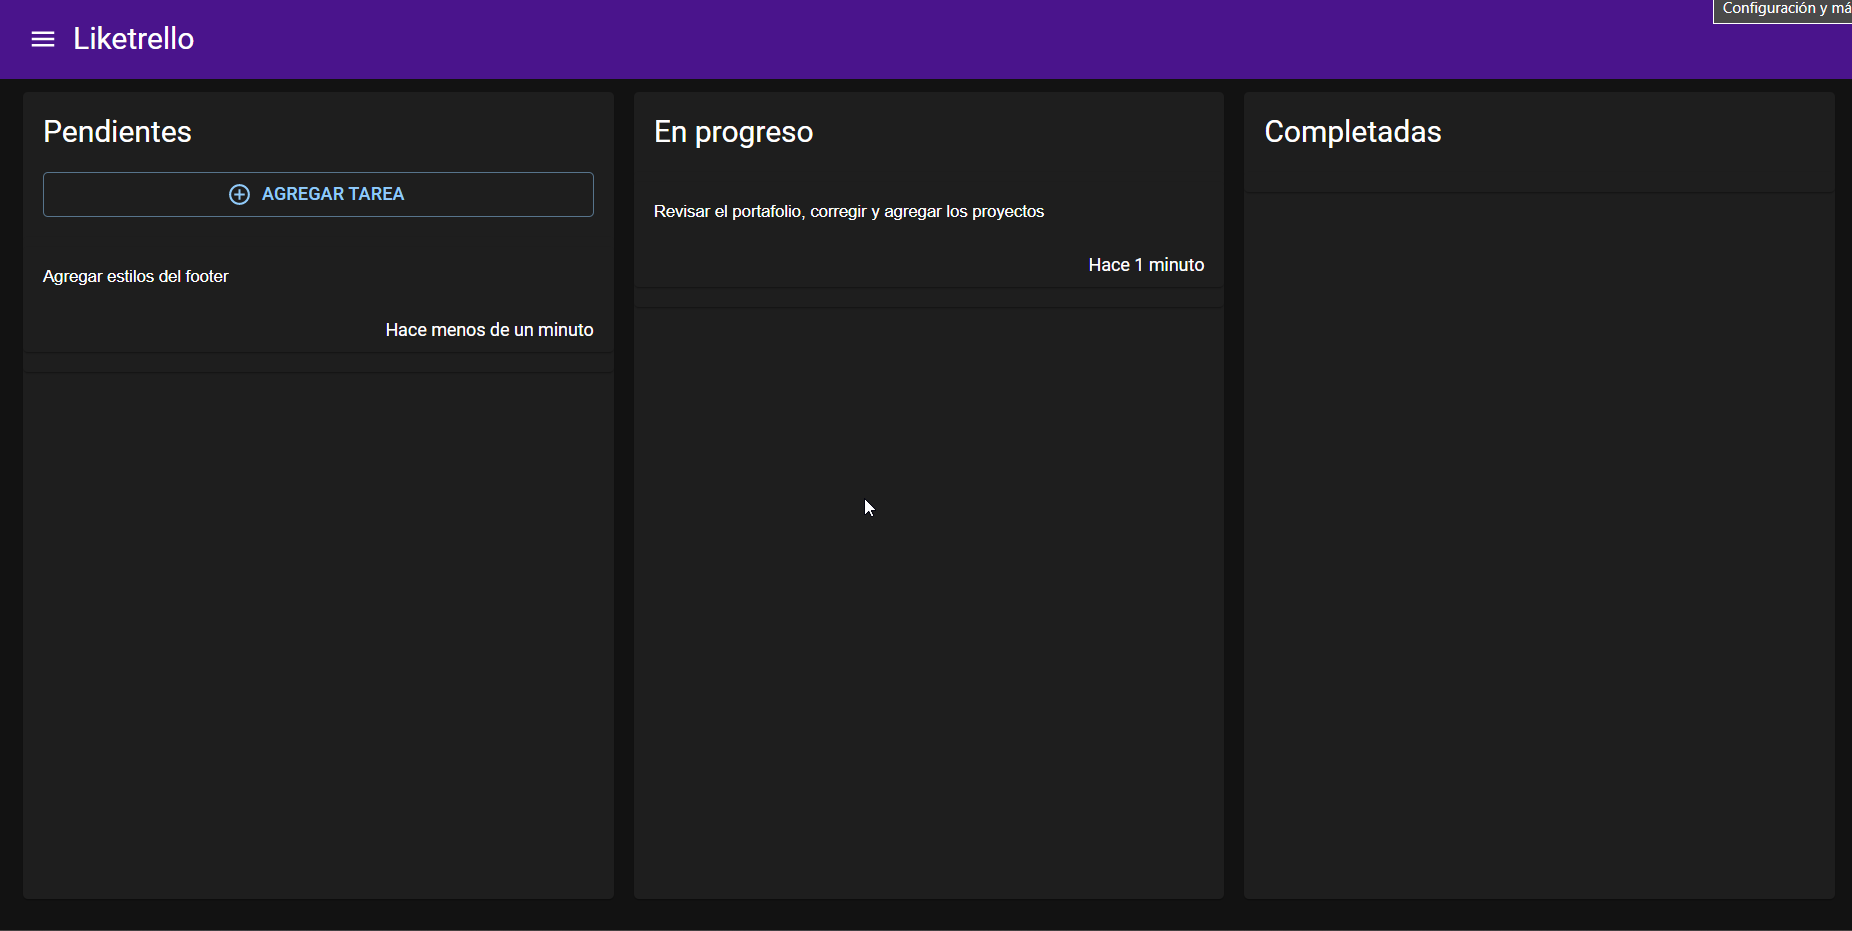 Configuración y má
Liketrello
Pendientes
AGREGAR TAREA
Agregar estilos del footer
Hace menos de un minuto
En progreso
Revisar el portafolio, corregir y agregar los proyectos
Hace 1 minuto
Completadas